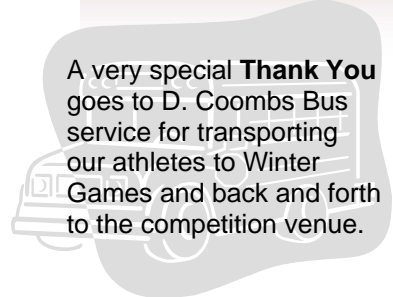 A very special Thank You
goes to D. Coombs Bus
service for transporting
our athletes to Winter
Games and back and forth
to the competition venue.